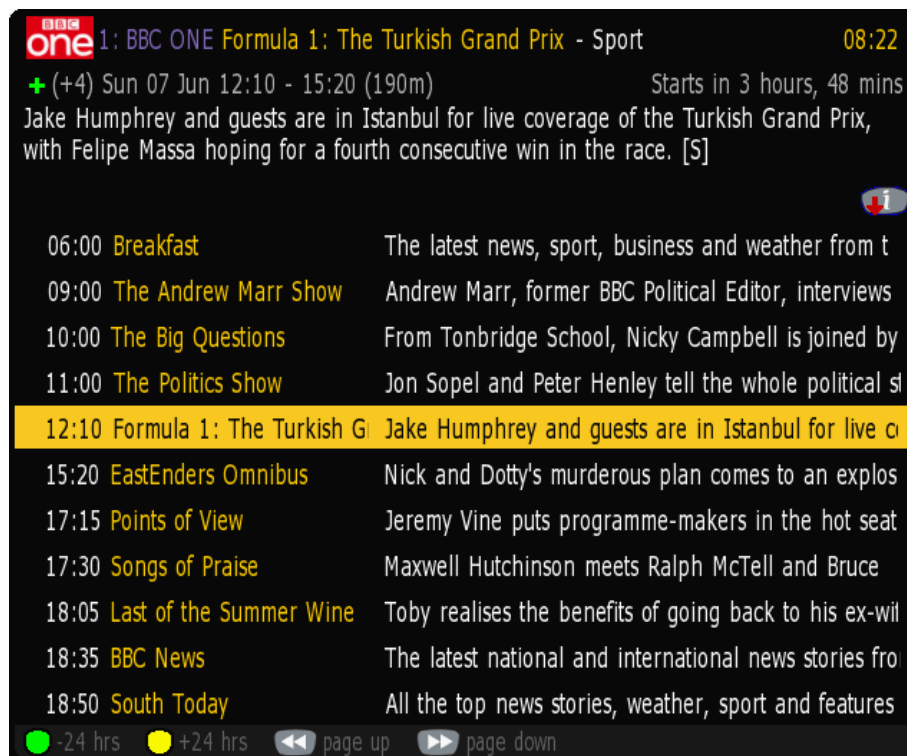 BBC one 1: BBC ONE Formula 1: The Turkish Grand Prix - Sport 08:22
+ (+4) Sun 07 Jun 12:10 - 15:20 (190m) Starts in 3 hours, 48 mins
Jake Humphrey and guests are in Istanbul for live coverage of the Turkish Grand Prix,
with Felipe Massa hoping for a fourth consecutive win in the race. [S]
i
06:00 Breakfast The latest news, sport, business and weather from t
09:00 The Andrew Marr Show Andrew Marr, former BBC Political Editor, interviews
10:00 The Big Questions From Tonbridge School, Nicky Campbell is joined by
11:00 The Politics Show Jon Sopel and Peter Henley tell the whole political st
12:10 Formula 1: The Turkish G Jake Humphrey and guests are in Istanbul for live c
15:20 EastEnders Omnibus Nick and Dotty's murderous plan comes to an explos
17:15 Points of View Jeremy Vine puts programme-makers in the hot seat
17:30 Songs of Praise Maxwell Hutchinson meets Ralph McTell and Bruce
18:05 Last of the Summer Wine Toby realises the benefits of going back to his ex-wif
18:35 BBC News The latest national and international news stories fro
18:50 South Today All the top news stories, weather, sport and features
-24 hrs +24 hrs page up page down